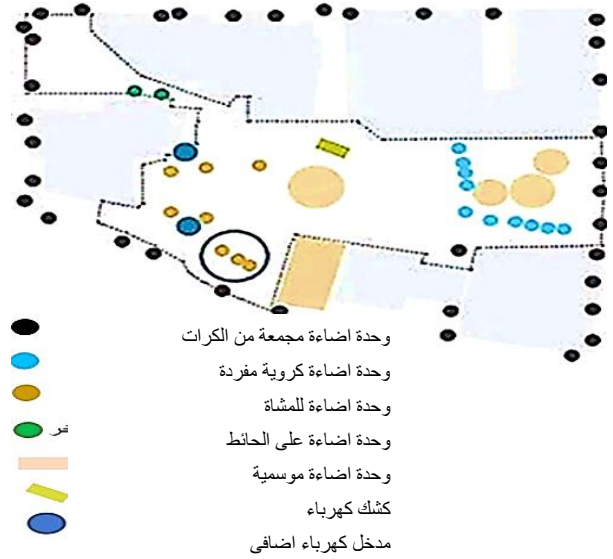 وحدة اضاءة مجمعة من الكرات
وحدة اضاءة كروية مفردة
وحدة اضاءة للمشاة
وحدة اضاءة على الحائط
وحدة اضاءة موسمية
كشك كهرباء
مدخل كهرباء اضافى